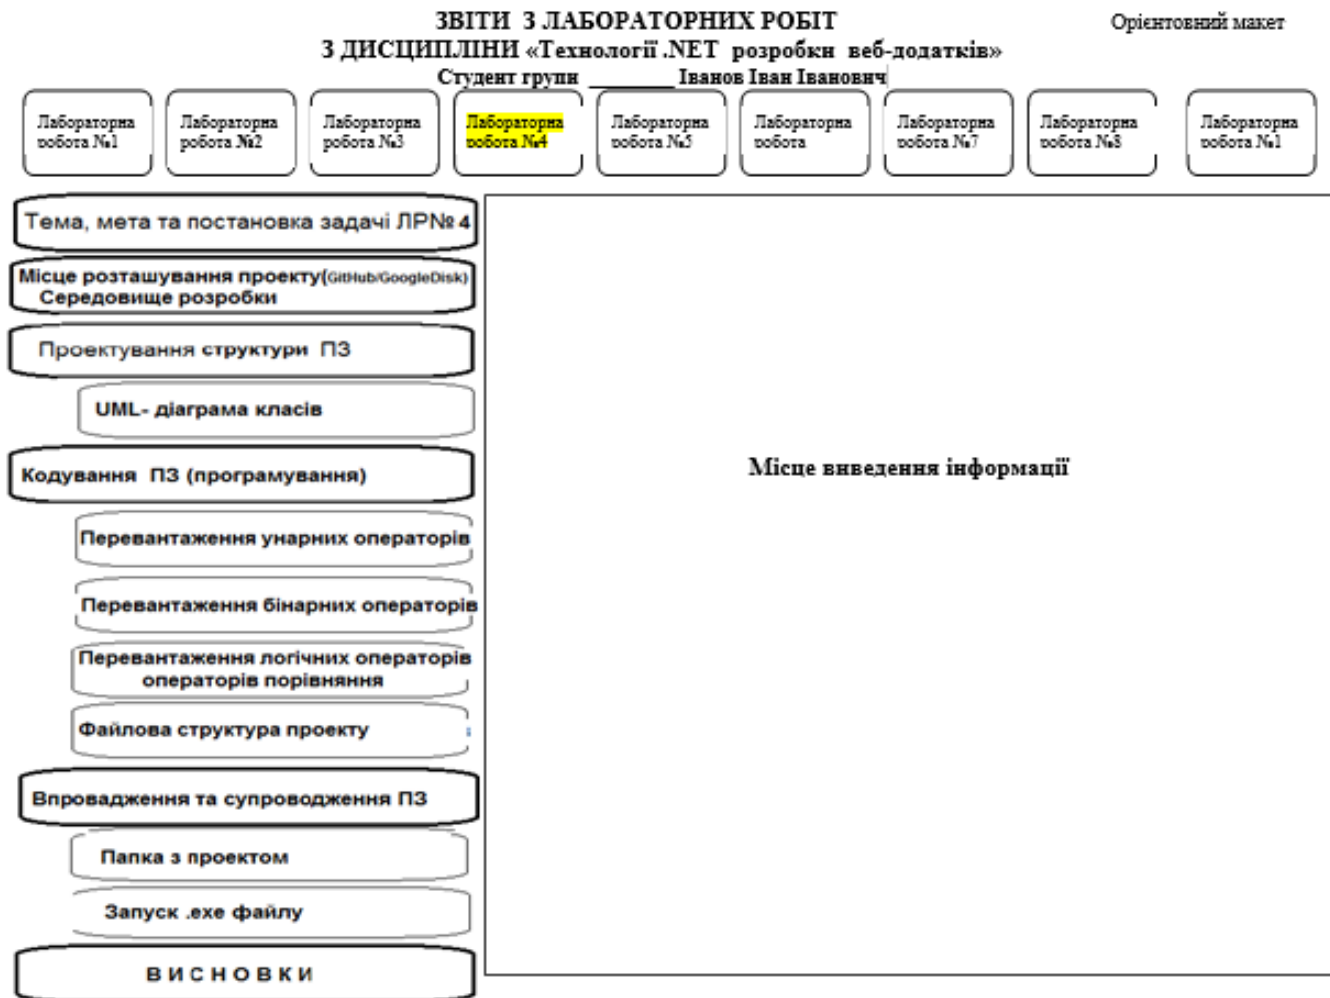 ЗВІТИ З ЛАБОРАТОРНИХ РОБІТ
Орієнтовний макет
З ДИСЦИПЛІНИ «Технології .NET розробки веб-додатків»
Студент групи ________ Іванов Іван Іванович
Лабораторна
робота №1
Лабораторна
робота №2
Лабораторна
робота №3
Лабораторна
робота №4
Лабораторна
робота №5
Лабораторна
робота
Лабораторна
робота №7
Лабораторна
робота №8
Лабораторна
робота №1
Тема, мета та постановка задачі ЛР№ 4
Місце розташування проекту(GitHub/GoogleDisk)
Середовище розробки
Проектування структури ПЗ
UML- діаграма класів
Кодування ПЗ (програмування)
Перевантаження унарних операторів
Перевантаження бінарних операторів
Перевантаження логічних операторів
операторів порівняння
Файлова структура проекту
Впровадження та супроводження ПЗ
Папка з проектом
Запуск .exe файлу
В И С Н О В К И
Місце виведення інформації